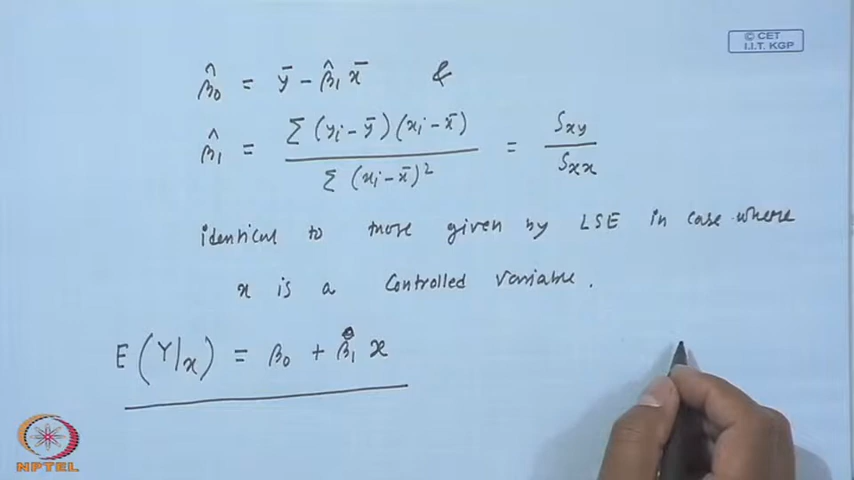 © CET
I.I.T. KGP
β̂₀ = ȳ − β̂₁ x̄ &
β̂₁ = Σ (yᵢ − ȳ)(xᵢ − x̄) / Σ (xᵢ − x̄)² = Sxy / Sxx
identical to those given by LSE in case where
x is a controlled variable.
E(Y|x) = β₀ + β₁ x
NPTEL